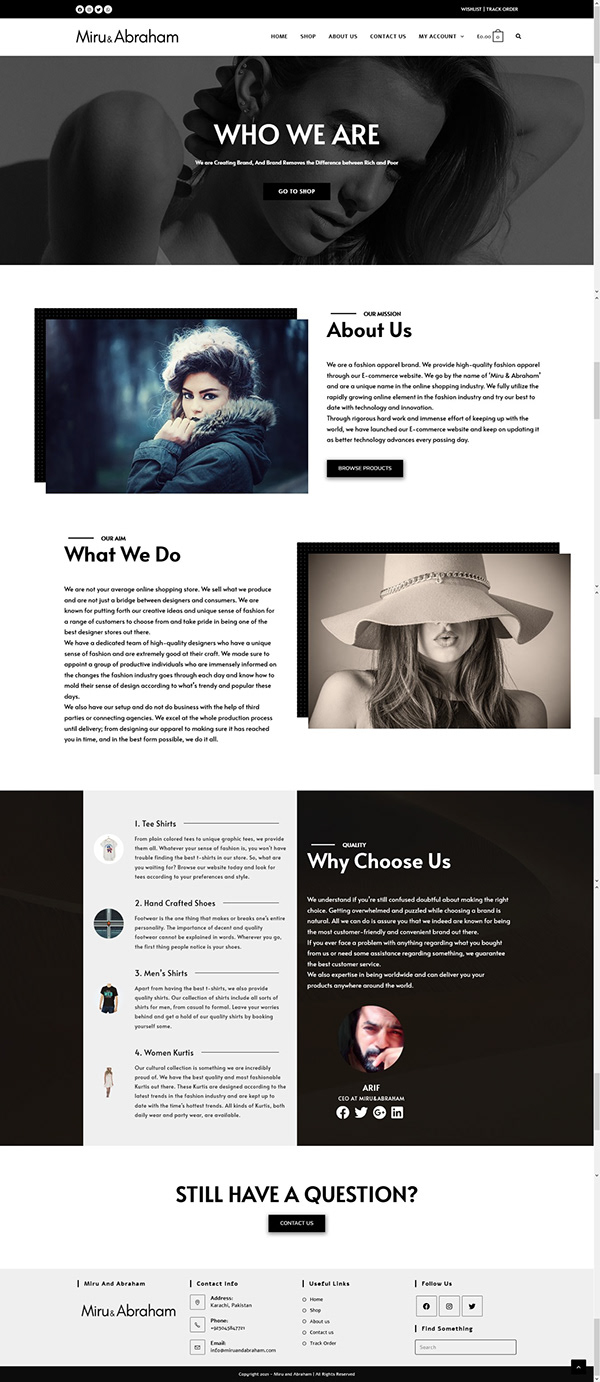 WISHLIST | TRACK ORDER
Miru&Abraham
HOME SHOP ABOUT US CONTACT US MY ACCOUNT £0.00 0
WHO WE ARE
We are Creating Brand, And Brand Removes the Difference between Rich and Poor
GO TO SHOP
OUR MISSION
About Us
We are a fashion apparel brand. We provide high-quality fashion apparel
through our E-commerce website. We go by the name of 'Miru & Abraham'
and are a unique name in the online shopping industry. We fully utilize the
rapidly growing online element in the fashion industry and try our best to
date with technology and innovation.
Through rigorous hard work and immense effort of keeping up with the
world, we have launched our E-commerce website and keep on updating it
as better technology advances every passing day.
BROWSE PRODUCTS
OUR AIM
What We Do
We are not your average online shopping store. We sell what we produce
and are not just a bridge between designers and consumers. We are
known for putting forth our creative ideas and unique sense of fashion for
a range of customers to choose from and take pride in being one of the
best designer stores out there.
We have a dedicated team of high-quality designers who have a unique
sense of fashion and are extremely good at their craft. We made sure to
appoint a group of productive individuals who are immensely informed on
the changes the fashion industry goes through each day and know how to
mold their sense of design according to what's trendy and popular these
days.
We also have our setup and do not do business with the help of third
parties or connecting agencies. We excel at the whole production process
until delivery; from designing our apparel to making sure it has reached
you in time, and in the best form possible, we do it all.
1. Tee Shirts
From plain colored tees to unique graphic tees, we provide
them all. Whatever your sense of fashion is, you won't have
trouble finding the best t-shirts in our store. So, what are
you waiting for? Browse our website today and look for
tees according to your preferences and style.
2. Hand Crafted Shoes
Footwear is the one thing that makes or breaks one's entire
personality. The importance of decent and quality
footwear cannot be explained in words. Wherever you go,
the first thing people notice is your shoes.
3. Men's Shirts
Apart from having the best t-shirts, we also provide
quality shirts. Our collection of shirts include all sorts of
shirts for men, from casual to formal. Leave your worries
behind and get a hold of our quality shirts by booking
yourself some.
4. Women Kurtis
Our cultural collection is something we are incredibly
proud of. We have the best quality and most fashionable
Kurtis out there. These Kurtis are designed according to the
latest trends in the fashion industry and are kept up to
date with the time's hottest trends. All kinds of Kurtis, both
daily wear and party wear, are available.
QUALITY
Why Choose Us
We understand if you're still confused doubtful about making the right
choice. Getting overwhelmed and puzzled while choosing a brand is
natural. All we can do is assure you that we indeed are known for being
the most customer-friendly and convenient brand out there.
If you ever face a problem with anything regarding what you bought
from us or need some assistance regarding something, we guarantee
the best customer service.
We also expertise in being worldwide and can deliver you your
products anywhere around the world.
ARIF
CEO AT MIRU&ABRAHAM
STILL HAVE A QUESTION?
CONTACT US
Miru And Abraham
Miru&Abraham
Contact Info
Address:
Karachi, Pakistan
Phone:
+923043847721
Email:
info@miruandabraham.com
Useful Links
Home
Shop
About us
Contact us
Track Order
Follow Us
Find Something
Search
Copyright 2021 - Miru and Abraham | All Rights Reserved